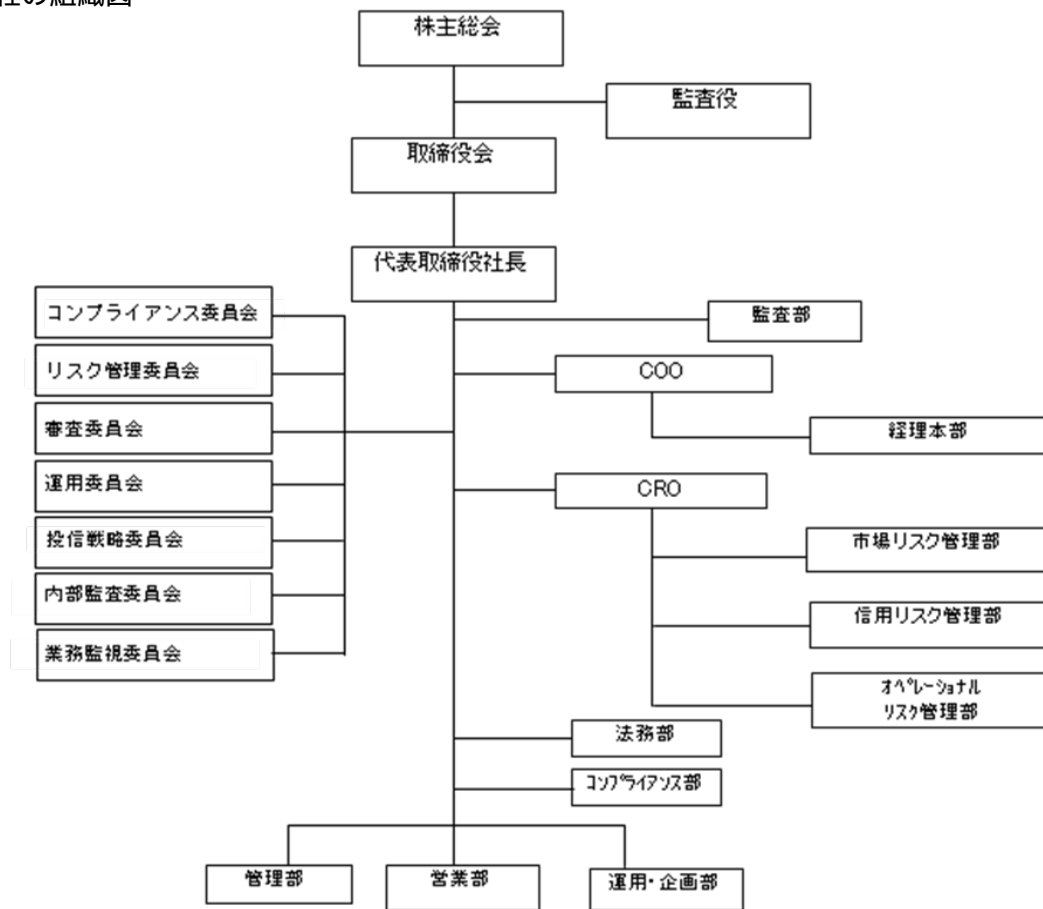 の組織図
株主総会
監査役
取締役会
代表取締役社長
コンプライアンス委員会
監査部
リスク管理委員会
COO
審査委員会
経理本部
運用委員会
CRO
投信戦略委員会
市場リスク管理部
内部監査委員会
信用リスク管理部
業務監視委員会
オペレーショナル
リスク管理部
法務部
コンプライアンス部
管理部
営業部
運用・企画部